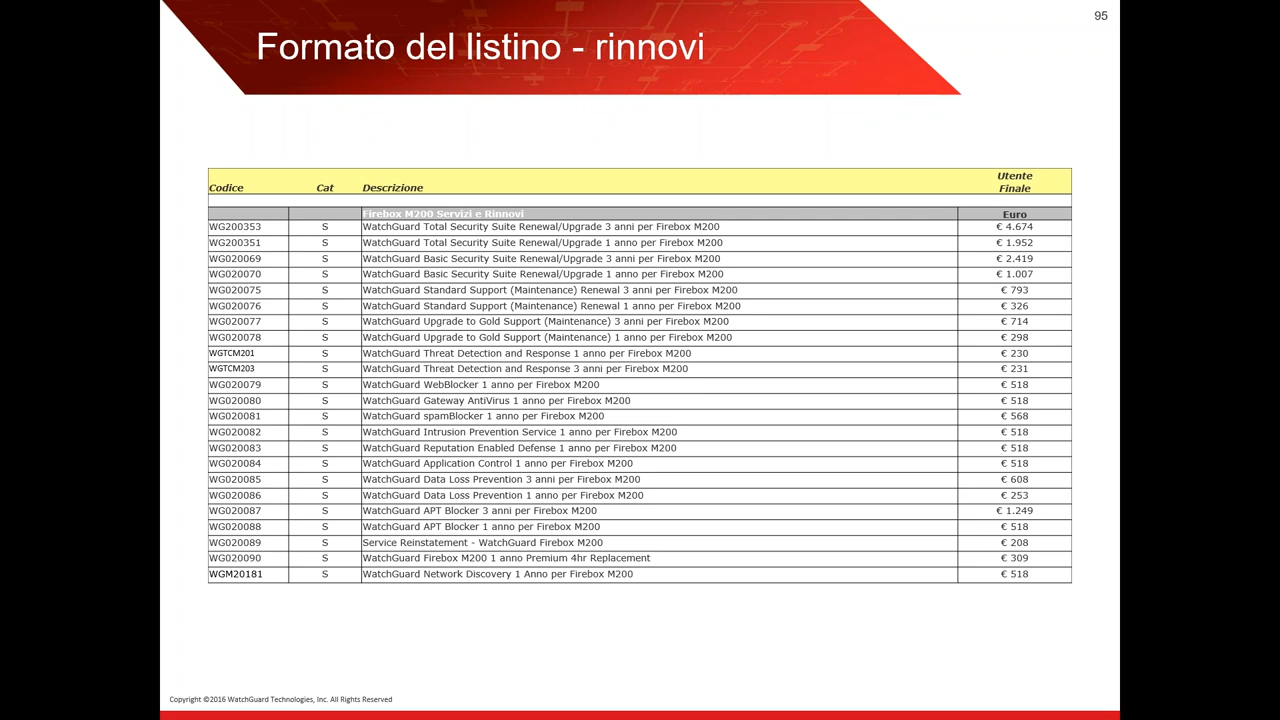 95
Formato del listino - rinnovi
Codice Cat Descrizione Utente Finale
Firebox M200 Servizi e Rinnovi Euro
WG200353 S WatchGuard Total Security Suite Renewal/Upgrade 3 anni per Firebox M200 € 4.674
WG200351 S WatchGuard Total Security Suite Renewal/Upgrade 1 anno per Firebox M200 € 1.952
WG020069 S WatchGuard Basic Security Suite Renewal/Upgrade 3 anni per Firebox M200 € 2.419
WG020070 S WatchGuard Basic Security Suite Renewal/Upgrade 1 anno per Firebox M200 € 1.007
WG020075 S WatchGuard Standard Support (Maintenance) Renewal 3 anni per Firebox M200 € 793
WG020076 S WatchGuard Standard Support (Maintenance) Renewal 1 anno per Firebox M200 € 326
WG020077 S WatchGuard Upgrade to Gold Support (Maintenance) 3 anni per Firebox M200 € 714
WG020078 S WatchGuard Upgrade to Gold Support (Maintenance) 1 anno per Firebox M200 € 298
WGTCM201 S WatchGuard Threat Detection and Response 1 anno per Firebox M200 € 230
WGTCM203 S WatchGuard Threat Detection and Response 3 anni per Firebox M200 € 231
WG020079 S WatchGuard WebBlocker 1 anno per Firebox M200 € 518
WG020080 S WatchGuard Gateway AntiVirus 1 anno per Firebox M200 € 518
WG020081 S WatchGuard spamBlocker 1 anno per Firebox M200 € 568
WG020082 S WatchGuard Intrusion Prevention Service 1 anno per Firebox M200 € 518
WG020083 S WatchGuard Reputation Enabled Defense 1 anno per Firebox M200 € 518
WG020084 S WatchGuard Application Control 1 anno per Firebox M200 € 518
WG020085 S WatchGuard Data Loss Prevention 3 anni per Firebox M200 € 608
WG020086 S WatchGuard Data Loss Prevention 1 anno per Firebox M200 € 253
WG020087 S WatchGuard APT Blocker 3 anni per Firebox M200 € 1.249
WG020088 S WatchGuard APT Blocker 1 anno per Firebox M200 € 518
WG020089 S Service Reinstatement - WatchGuard Firebox M200 € 208
WG020090 S WatchGuard Firebox M200 1 anno Premium 4hr Replacement € 309
WGM20181 S WatchGuard Network Discovery 1 Anno per Firebox M200 € 518
Copyright ©2016 WatchGuard Technologies, Inc. All Rights Reserved